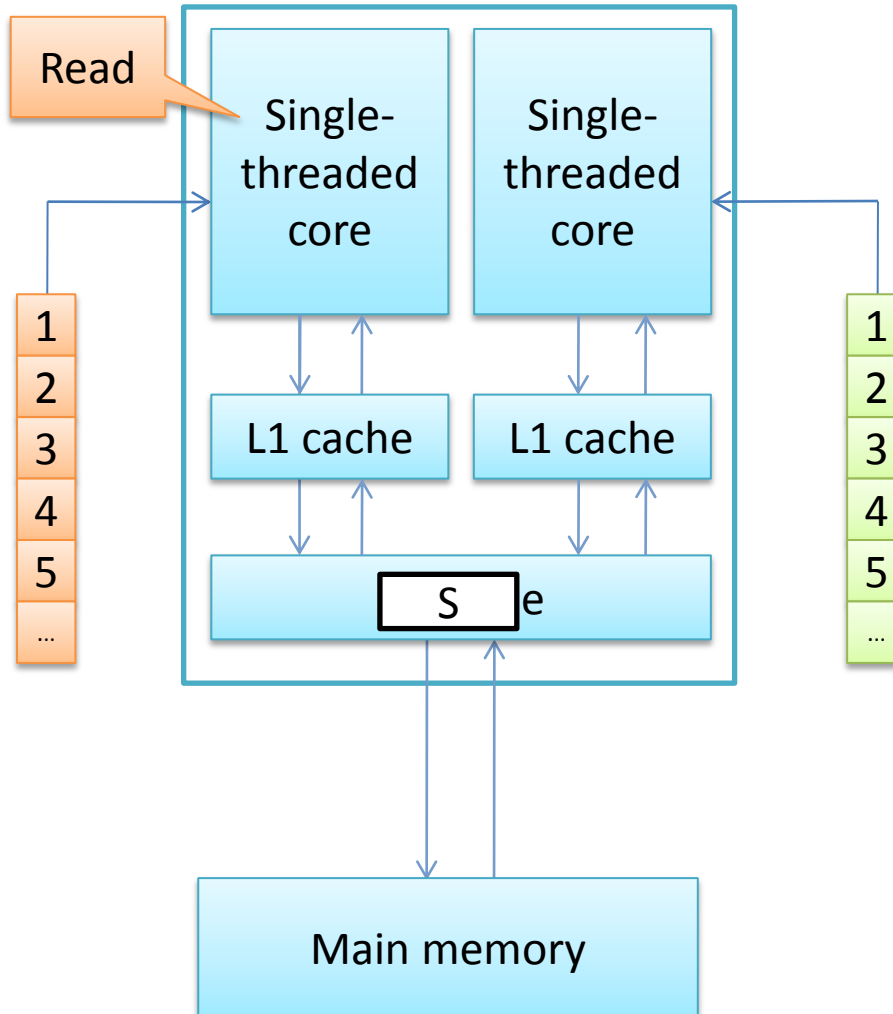 Read
Single-
threaded
core
Single-
threaded
core
1
2
3
4
5
...
L1 cache
L1 cache
S
e
1
2
3
4
5
...
Main memory